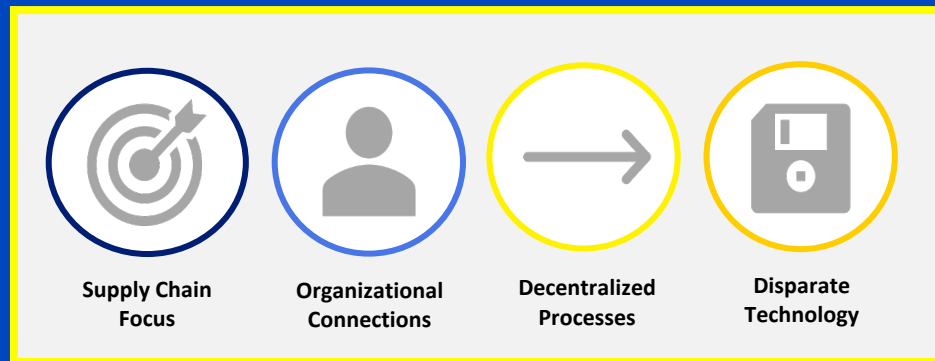 Supply Chain
Focus
Organizational
Connections
Decentralized
Processes
Disparate
Technology